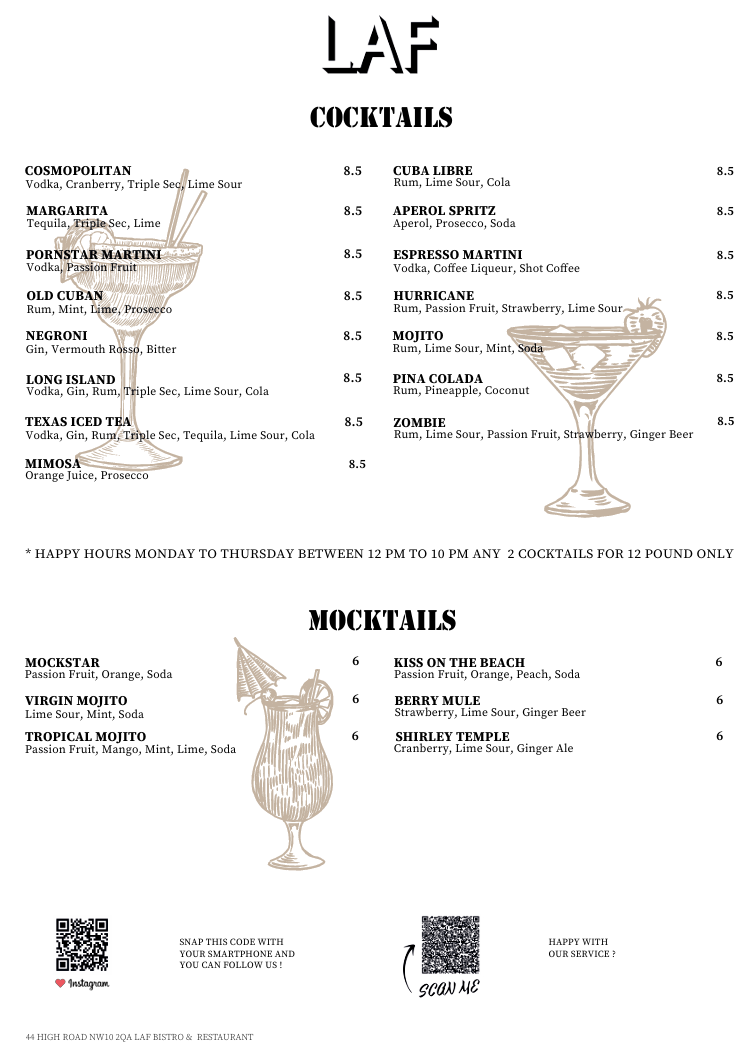 LAF
COCKTAILS
COSMOPOLITAN 8.5
Vodka, Cranberry, Triple Sec, Lime Sour
MARGARITA 8.5
Tequila, Triple Sec, Lime
PORNSTAR MARTINI 8.5
Vodka, Passion Fruit
OLD CUBAN 8.5
Rum, Mint, Lime, Prosecco
NEGRONI 8.5
Gin, Vermouth Rosso, Bitter
LONG ISLAND 8.5
Vodka, Gin, Rum, Triple Sec, Lime Sour, Cola
TEXAS ICED TEA 8.5
Vodka, Gin, Rum, Triple Sec, Tequila, Lime Sour, Cola
MIMOSA 8.5
Orange Juice, Prosecco
CUBA LIBRE 8.5
Rum, Lime Sour, Cola
APEROL SPRITZ 8.5
Aperol, Prosecco, Soda
ESPRESSO MARTINI 8.5
Vodka, Coffee Liqueur, Shot Coffee
HURRICANE 8.5
Rum, Passion Fruit, Strawberry, Lime Sour
MOJITO 8.5
Rum, Lime Sour, Mint, Soda
PINA COLADA 8.5
Rum, Pineapple, Coconut
ZOMBIE 8.5
Rum, Lime Sour, Passion Fruit, Strawberry, Ginger Beer
* HAPPY HOURS MONDAY TO THURSDAY BETWEEN 12 PM TO 10 PM ANY 2 COCKTAILS FOR 12 POUND ONLY
MOCKTAILS
MOCKSTAR 6
Passion Fruit, Orange, Soda
VIRGIN MOJITO 6
Lime Sour, Mint, Soda
TROPICAL MOJITO 6
Passion Fruit, Mango, Mint, Lime, Soda
KISS ON THE BEACH 6
Passion Fruit, Orange, Peach, Soda
BERRY MULE 6
Strawberry, Lime Sour, Ginger Beer
SHIRLEY TEMPLE 6
Cranberry, Lime Sour, Ginger Ale
Instagram
SNAP THIS CODE WITH
YOUR SMARTPHONE AND
YOU CAN FOLLOW US !
SCAN ME
HAPPY WITH
OUR SERVICE ?
44 HIGH ROAD NW10 2QA LAF BISTRO & RESTAURANT